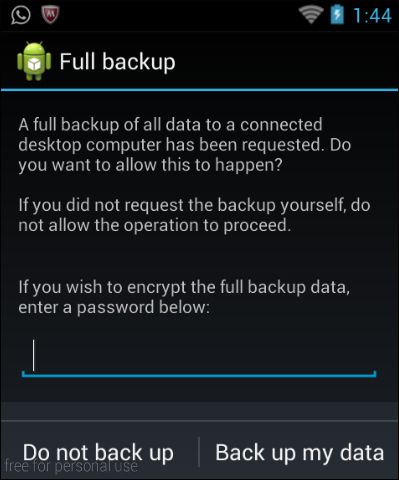 1:44
Full backup
A full backup of all data to a connected
desktop computer has been requested. Do
you want to allow this to happen?
If you did not request the backup yourself, do
not allow the operation to proceed.
If you wish to encrypt the full backup data,
enter a password below:
Do not back up
Back up my data
free for personal use